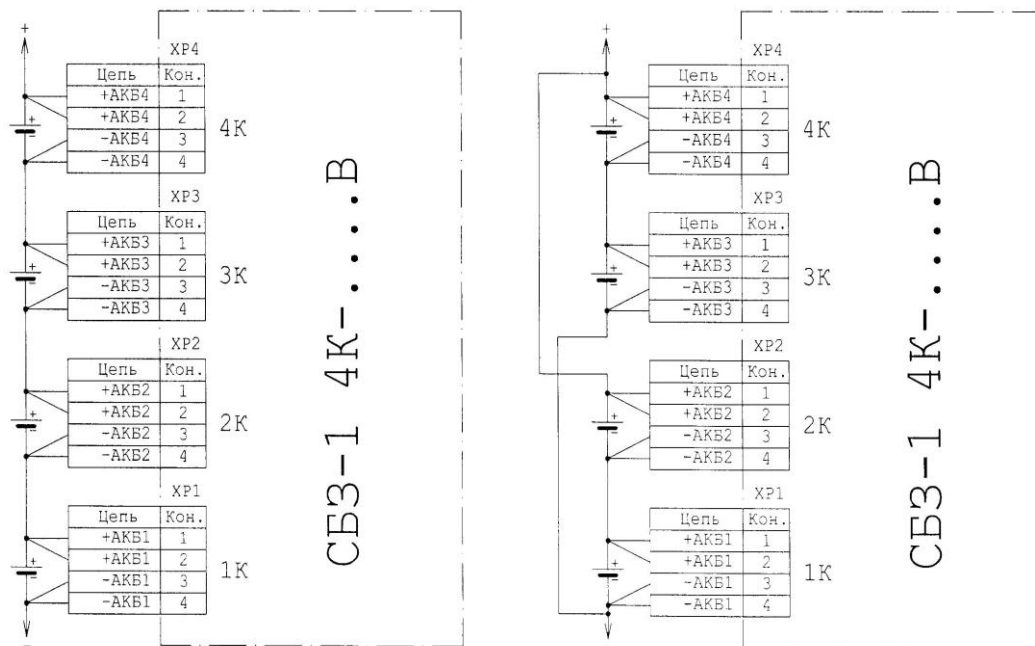 +
XP4
Цепь Кон.
+АКБ4 1
+АКБ4 2
-АКБ4 3
-АКБ4 4
4К
+
-
XP3
Цепь Кон.
+АКБ3 1
+АКБ3 2
-АКБ3 3
-АКБ3 4
3К
+
-
XP2
Цепь Кон.
+АКБ2 1
+АКБ2 2
-АКБ2 3
-АКБ2 4
2К
+
-
XP1
Цепь Кон.
+АКБ1 1
+АКБ1 2
-АКБ1 3
-АКБ1 4
1К
+
-
-
СБЗ-1 4К-.....В
+
XP4
Цепь Кон.
+АКБ4 1
+АКБ4 2
-АКБ4 3
-АКБ4 4
4К
+
-
XP3
Цепь Кон.
+АКБ3 1
+АКБ3 2
-АКБ3 3
-АКБ3 4
3К
+
-
XP2
Цепь Кон.
+АКБ2 1
+АКБ2 2
-АКБ2 3
-АКБ2 4
2К
+
-
XP1
Цепь Кон.
+АКБ1 1
+АКБ1 2
-АКБ1 3
-АКБ1 4
1К
+
-
СБЗ-1 4К-.....В